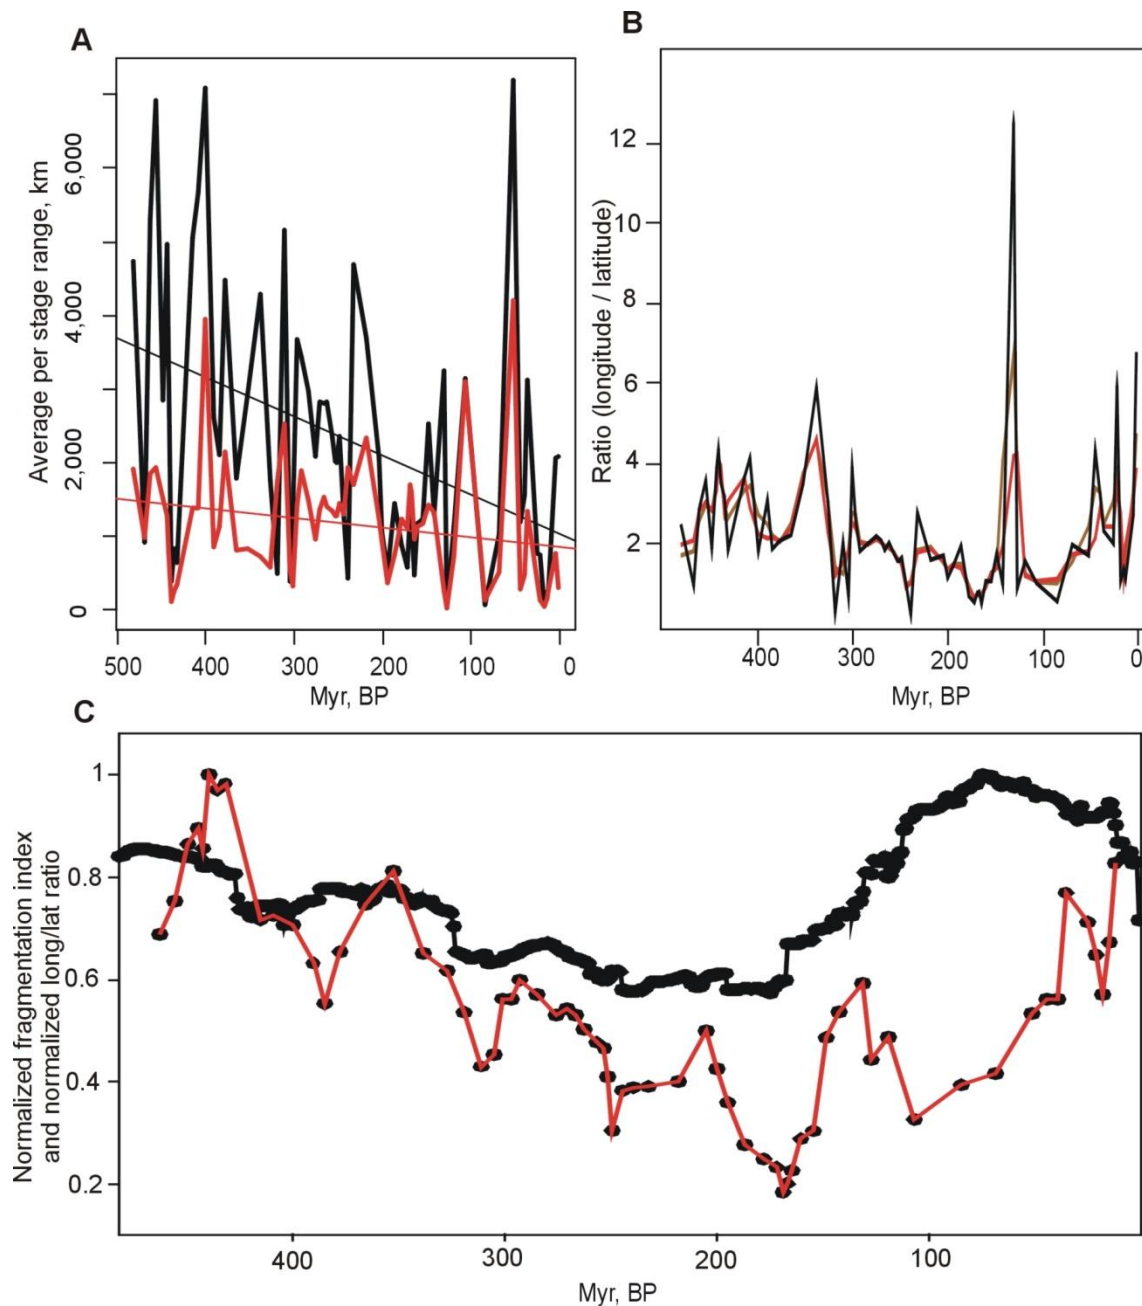 A
Average per stage range, km
6,000
4,000
2,000
0
500 400 300 200 100 0
Myr, BP
B
Ratio (longitude / latitude)
12
10
8
6
4
2
400 300 200 100 0
Myr, BP
C
Normalized fragmentation index
and normalized long/lat ratio
1
0.8
0.6
0.4
0.2
400 300 200 100
Myr, BP